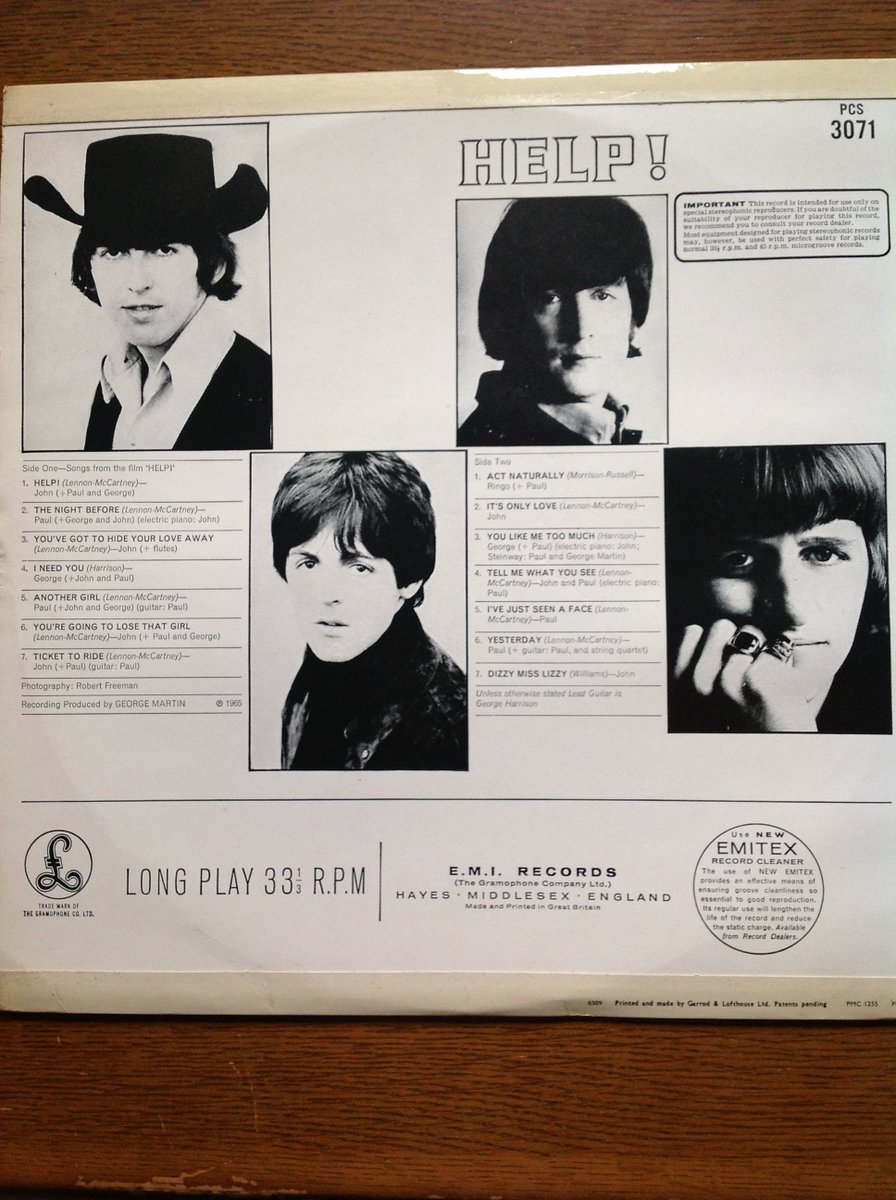 PCS
3071
HELP!
IMPORTANT This record is intended for use only on
special stereophonic reproducers. If you are doubtful of the
suitability of your reproducer for playing this record,
we recommend you to consult your record dealer.
Most equipment designed for playing stereophonic records
may, however, be used with perfect safety for playing
normal 33⅓ r.p.m. and 45 r.p.m. microgroove records.
Side One—Songs from the film 'HELP!'
1. HELP! (Lennon-McCartney)—
John (+ Paul and George)
2. THE NIGHT BEFORE (Lennon-McCartney)—
Paul (+George and John) (electric piano: John)
3. YOU'VE GOT TO HIDE YOUR LOVE AWAY
(Lennon-McCartney)—John (+ flutes)
4. I NEED YOU (Harrison)—
George (+John and Paul)
5. ANOTHER GIRL (Lennon-McCartney)—
Paul (+John and George) (guitar: Paul)
6. YOU'RE GOING TO LOSE THAT GIRL
(Lennon-McCartney)—John (+ Paul and George)
7. TICKET TO RIDE (Lennon-McCartney)—
John (+Paul) (guitar: Paul)
Photography: Robert Freeman
Recording Produced by GEORGE MARTIN ℗ 1965
Side Two
1. ACT NATURALLY (Morrison-Russell)—
Ringo (+ Paul)
2. IT'S ONLY LOVE (Lennon-McCartney)—
John
3. YOU LIKE ME TOO MUCH (Harrison)—
George (+ Paul) (electric piano: John;
Steinway: Paul and George Martin)
4. TELL ME WHAT YOU SEE (Lennon-
McCartney)—John and Paul (electric piano:
Paul)
5. I'VE JUST SEEN A FACE (Lennon-
McCartney)—Paul
6. YESTERDAY (Lennon-McCartney)—
Paul (+ guitar: Paul, and string quartet)
7. DIZZY MISS LIZZY (Williams)—John
Unless otherwise stated Lead Guitar is
George Harrison
£
TRADE MARK OF
THE GRAMOPHONE CO. LTD.
LONG PLAY 33⅓ R.P.M
E.M.I. RECORDS
(The Gramophone Company Ltd.)
HAYES · MIDDLESEX · ENGLAND
Made and Printed in Great Britain
Use NEW
EMITEX
RECORD CLEANER
The use of NEW EMITEX
provides an effective means of
ensuring groove cleanliness so
essential to good reproduction.
Its regular use will lengthen the
life of the record and reduce
the static charge. Available
from Record Dealers.
6509 Printed and made by Garrod & Lofthouse Ltd. Patents pending PMC 1255